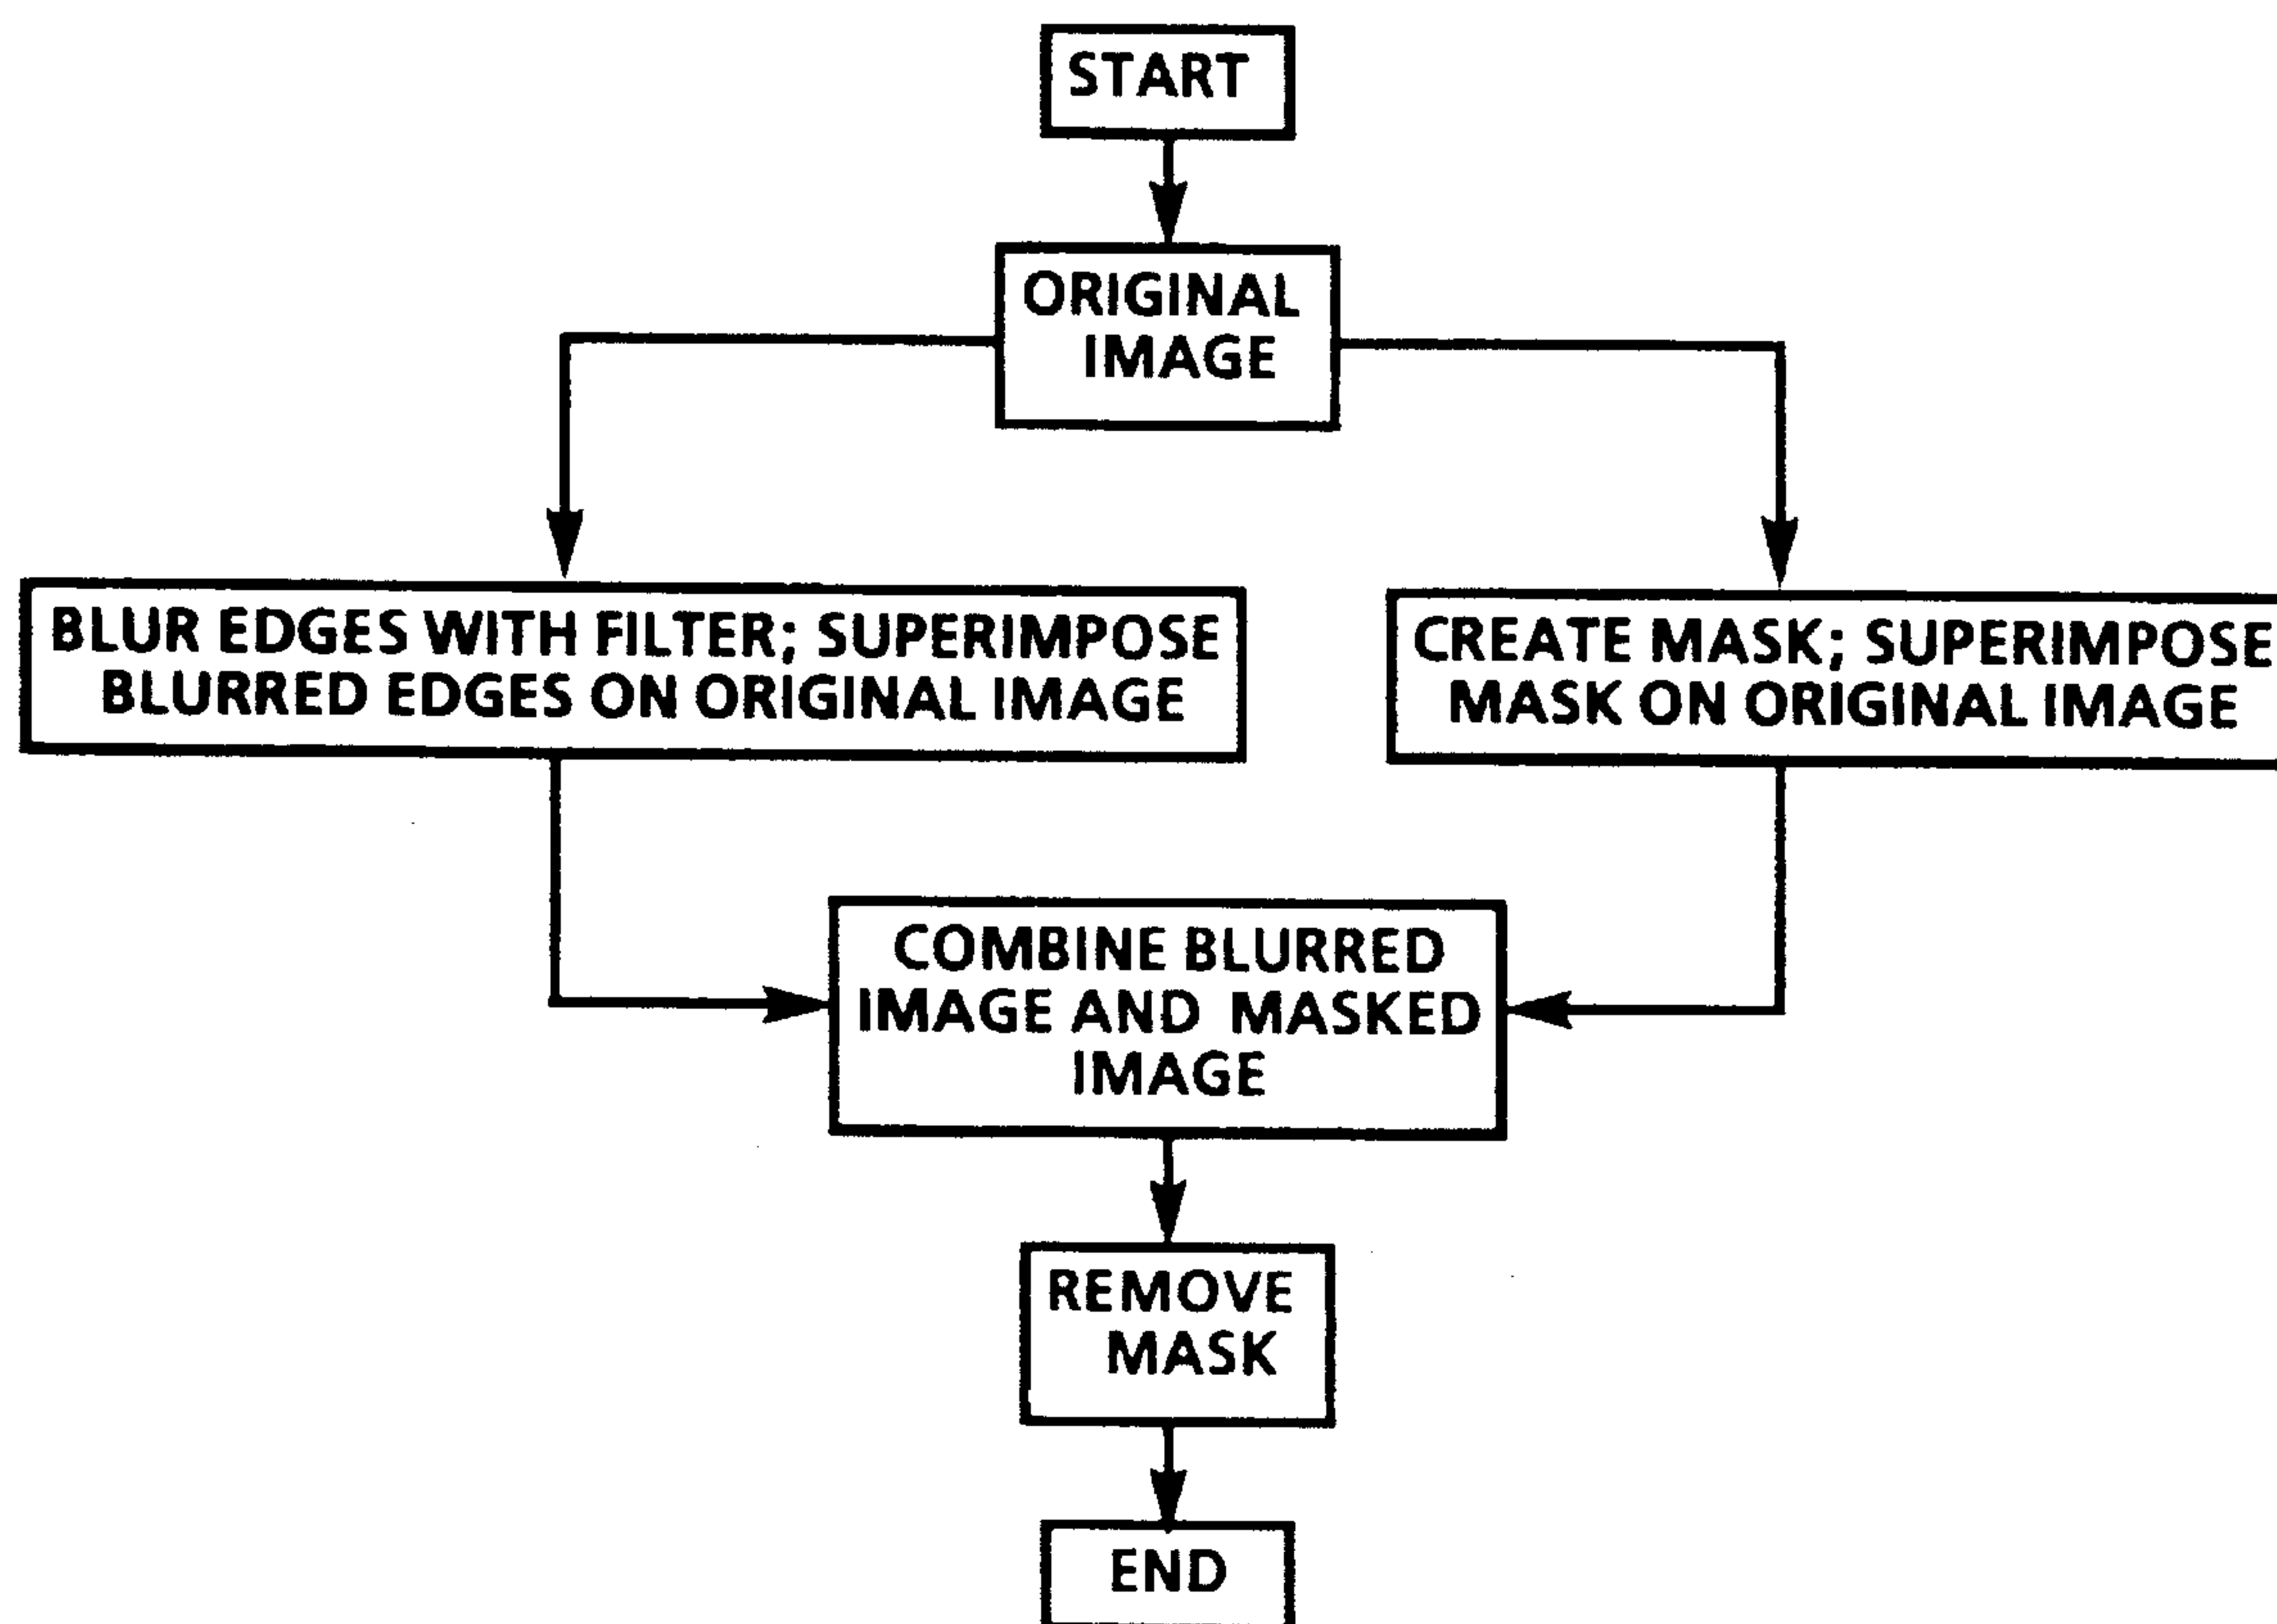 START
ORIGINAL
IMAGE
BLUR EDGES WITH FILTER; SUPERIMPOSE
BLURRED EDGES ON ORIGINAL IMAGE
CREATE MASK; SUPERIMPOSE
MASK ON ORIGINAL IMAGE
COMBINE BLURRED
IMAGE AND MASKED
IMAGE
REMOVE
MASK
END